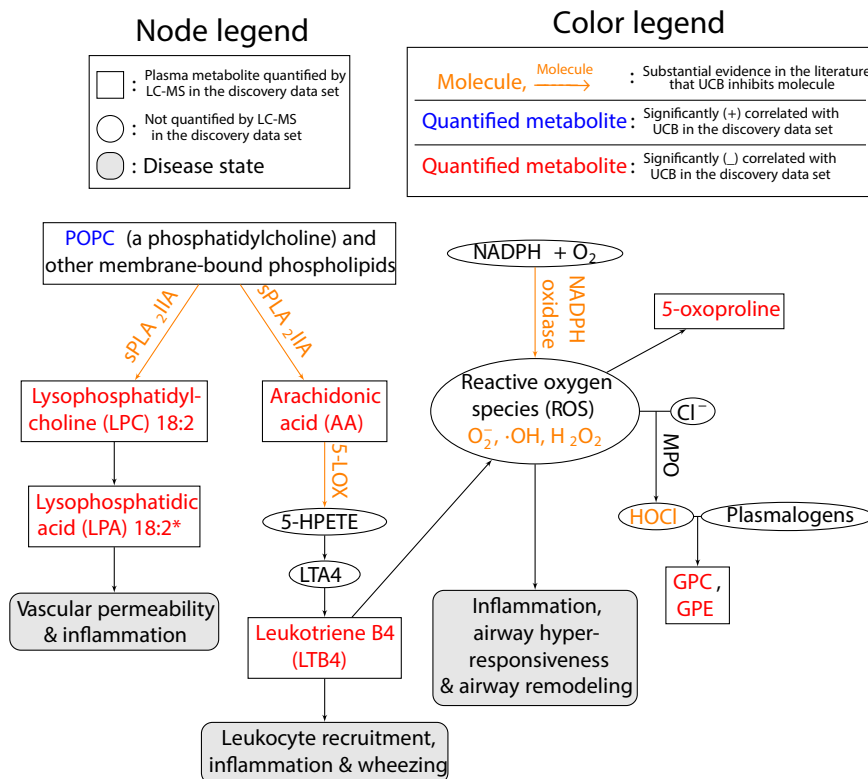 Node legend
: Plasma metabolite quantified by
LC-MS in the discovery data set
: Not quantified by LC-MS
in the discovery data set
: Disease state
Color legend
Molecule, Molecule : Substantial evidence in the literature
that UCB inhibits molecule
Quantified metabolite : Significantly (+) correlated with
UCB in the discovery data set
Quantified metabolite : Significantly (_) correlated with
UCB in the discovery data set
POPC (a phosphatidylcholine) and
other membrane-bound phospholipids
sPLA₂IIA
sPLA₂IIA
Lysophosphatidyl-
choline (LPC) 18:2
Arachidonic
acid (AA)
5-LOX
Lysophosphatidic
acid (LPA) 18:2*
5-HPETE
LTA4
Vascular permeability
& inflammation
Leukotriene B4
(LTB4)
Leukocyte recruitment,
inflammation & wheezing
NADPH + O₂
NADPH
oxidase
5-oxoproline
Reactive oxygen
species (ROS)
O₂⁻, ·OH, H₂O₂
Cl⁻
MPO
HOCl
Plasmalogens
GPC ,
GPE
Inflammation,
airway hyper-
responsiveness
& airway remodeling